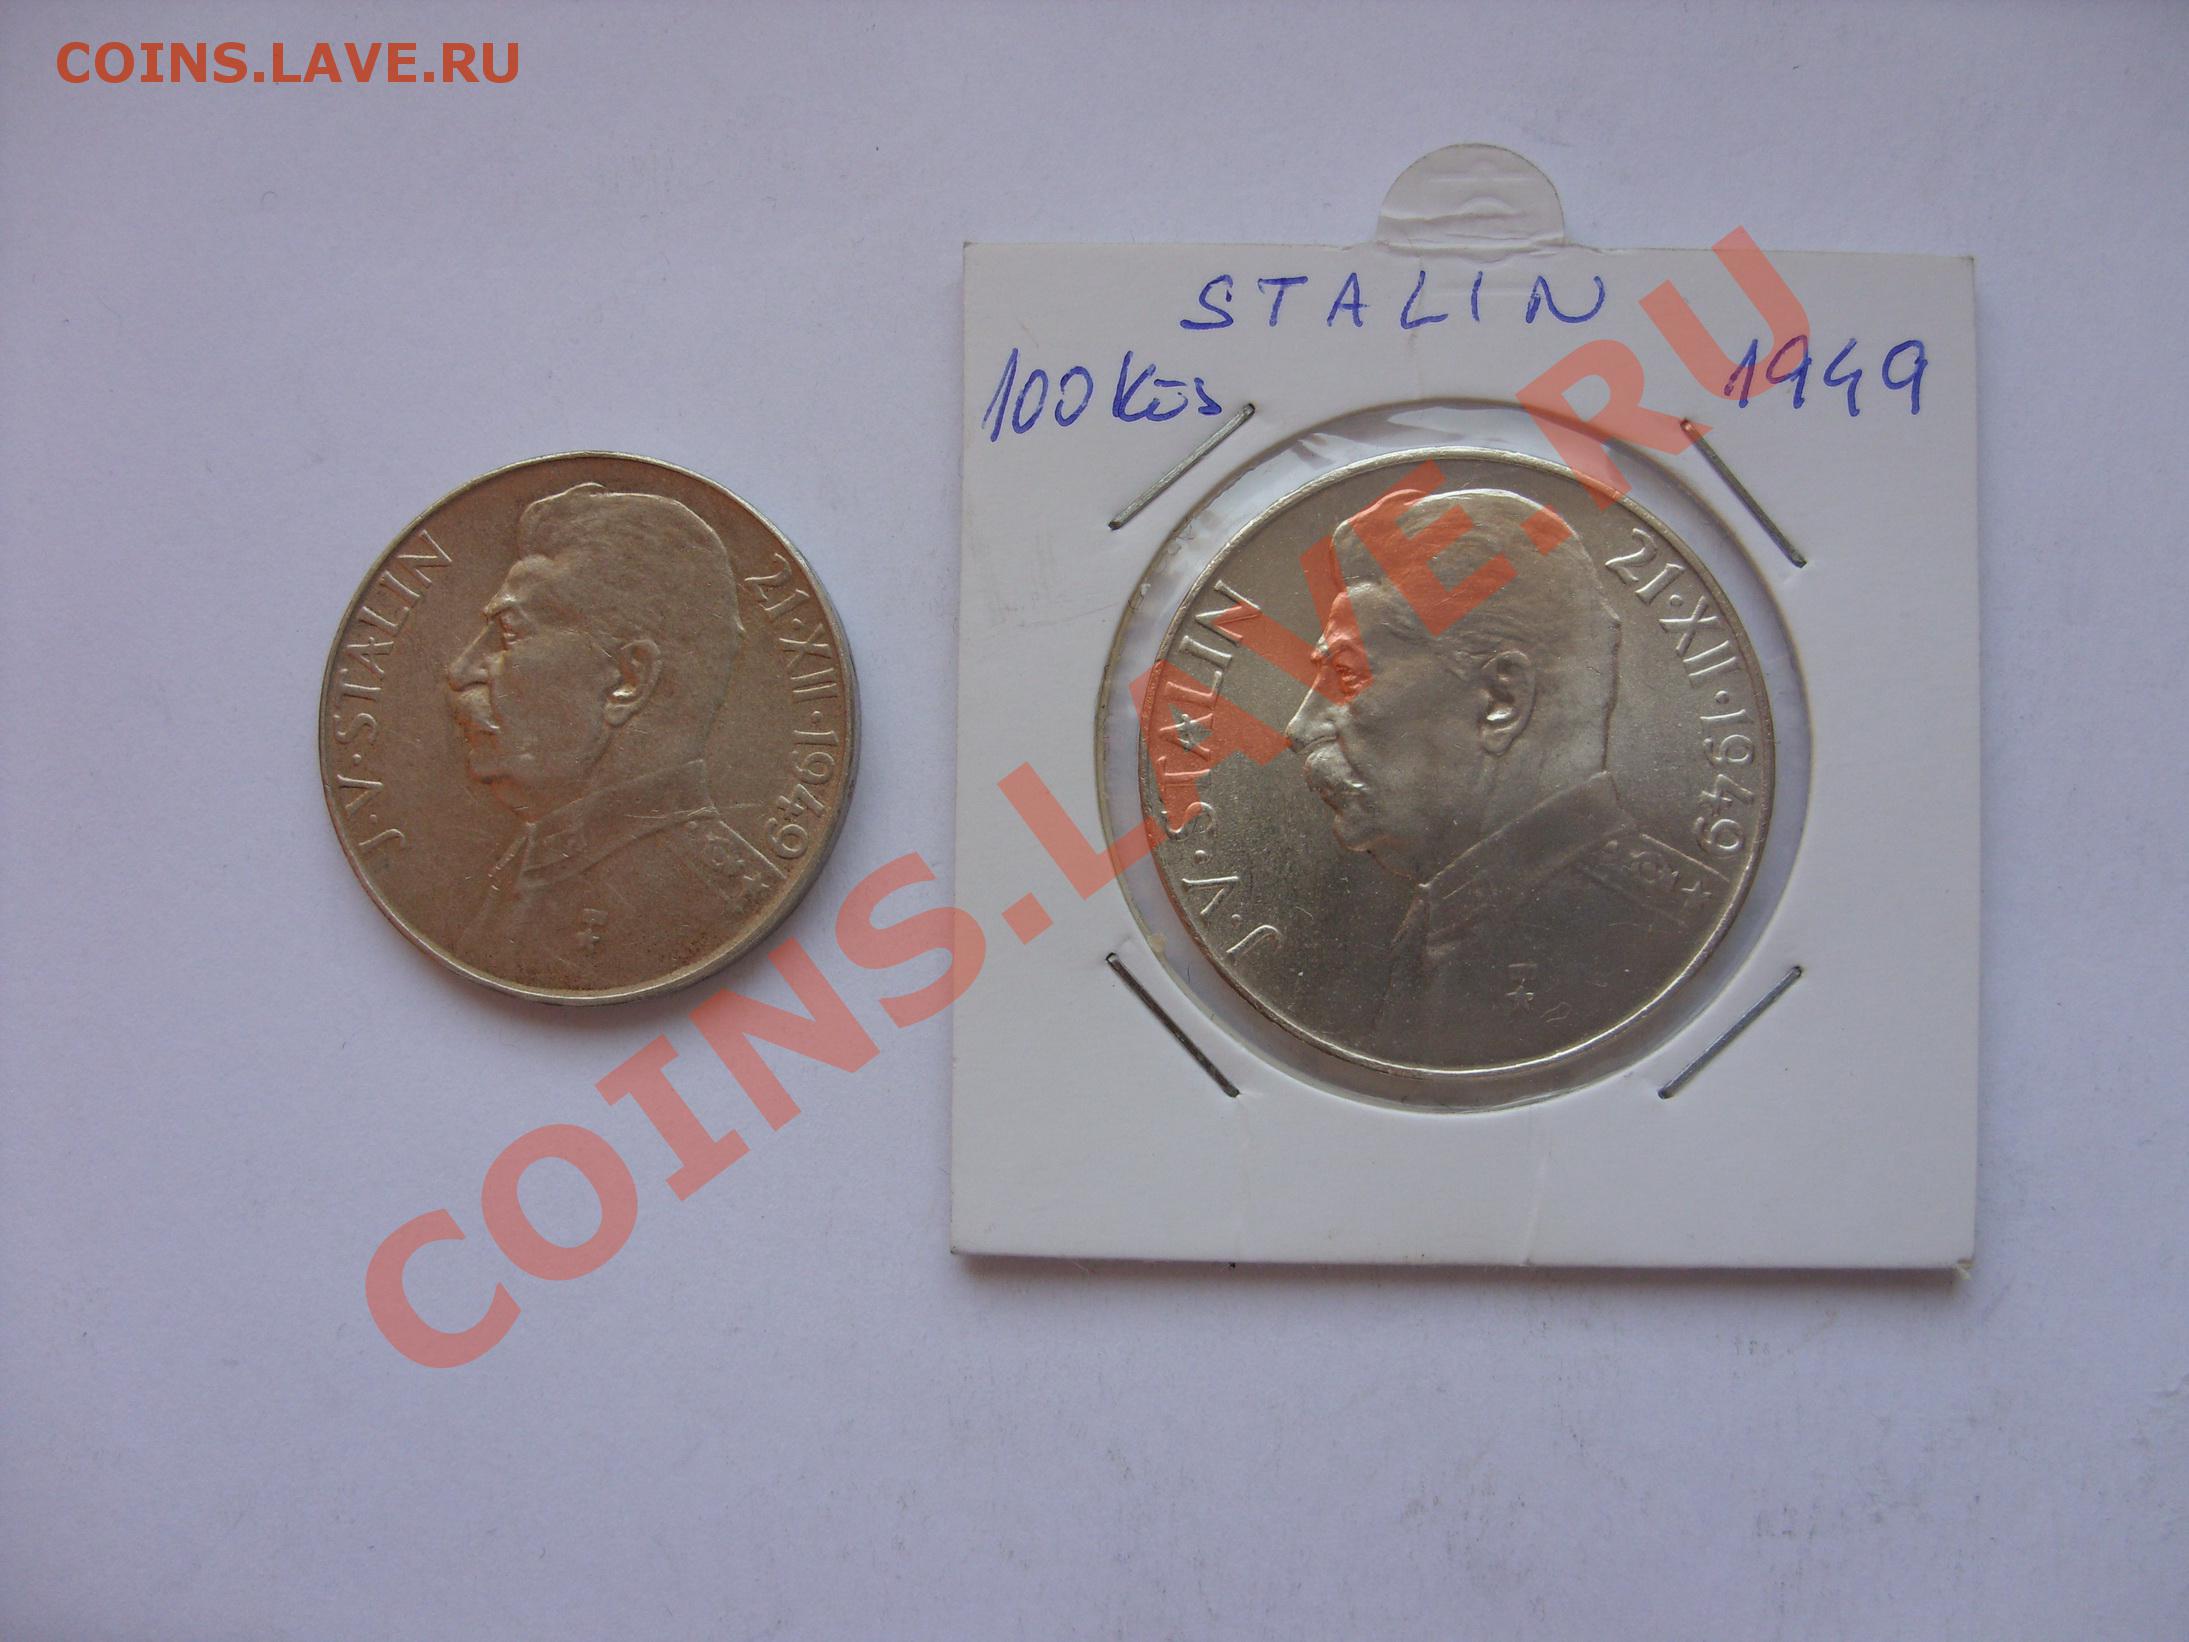 COINS.LAVE.RU
STALIN
100 Kčs 1949
J·V·STALIN 21·XII·1949
J·V·STALIN 21·XII·1949
COINS.LAVE.RU